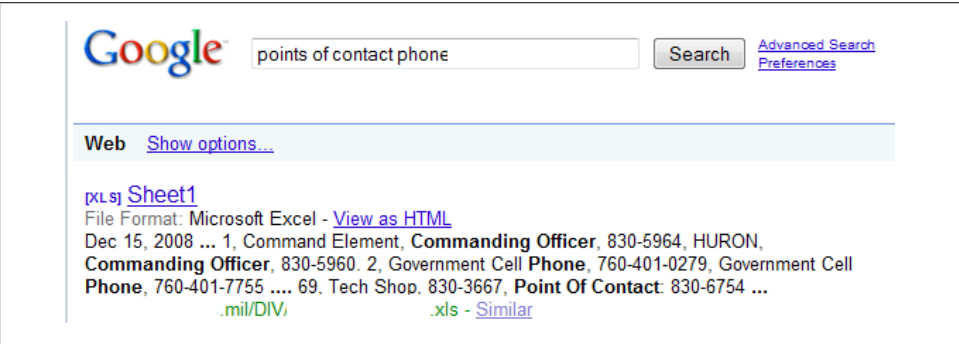 Google™ points of contact phone Search Advanced Search
Preferences
Web Show options...
[XLS] Sheet1
File Format: Microsoft Excel - View as HTML
Dec 15, 2008 ... 1, Command Element, Commanding Officer, 830-5964, HURON,
Commanding Officer, 830-5960. 2, Government Cell Phone, 760-401-0279, Government Cell
Phone, 760-401-7755 .... 69, Tech Shop, 830-3667, Point Of Contact: 830-6754 ...
.mil/DIV/ .xls - Similar